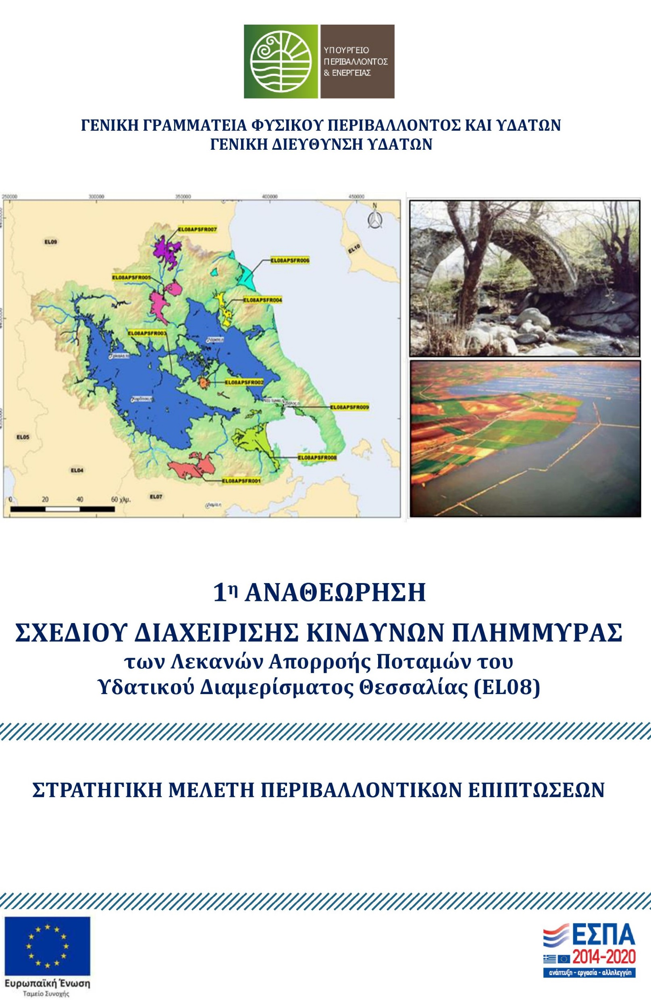 ΥΠΟΥΡΓΕΙΟ
ΠΕΡΙΒΑΛΛΟΝΤΟΣ
& ΕΝΕΡΓΕΙΑΣ
ΓΕΝΙΚΗ ΓΡΑΜΜΑΤΕΙΑ ΦΥΣΙΚΟΥ ΠΕΡΙΒΑΛΛΟΝΤΟΣ ΚΑΙ ΥΔΑΤΩΝ
ΓΕΝΙΚΗ ΔΙΕΥΘΥΝΣΗ ΥΔΑΤΩΝ
250000 300000 350000 400000 450000
N
EL08APSFR007
EL09
EL10
EL08APSFR006
EL08APSFR005
EL08APSFR004
EL08APSFR003
Λάρισα
Τρίκαλα
EL08APSFR002
Καρδίτσα
Βόλος
EL08APSFR009
EL05
EL08APSFR008
EL04
EL08APSFR001
EL07
0 20 40 60 χλμ.
Λαμία
1η ΑΝΑΘΕΩΡΗΣΗ
ΣΧΕΔΙΟΥ ΔΙΑΧΕΙΡΙΣΗΣ ΚΙΝΔΥΝΩΝ ΠΛΗΜΜΥΡΑΣ
των Λεκανών Απορροής Ποταμών του
Υδατικού Διαμερίσματος Θεσσαλίας (EL08)
ΣΤΡΑΤΗΓΙΚΗ ΜΕΛΕΤΗ ΠΕΡΙΒΑΛΛΟΝΤΙΚΩΝ ΕΠΙΠΤΩΣΕΩΝ
Ευρωπαϊκή Ένωση
Ταμείο Συνοχής
ΕΣΠΑ
2014-2020
ανάπτυξη - εργασία - αλληλεγγύη